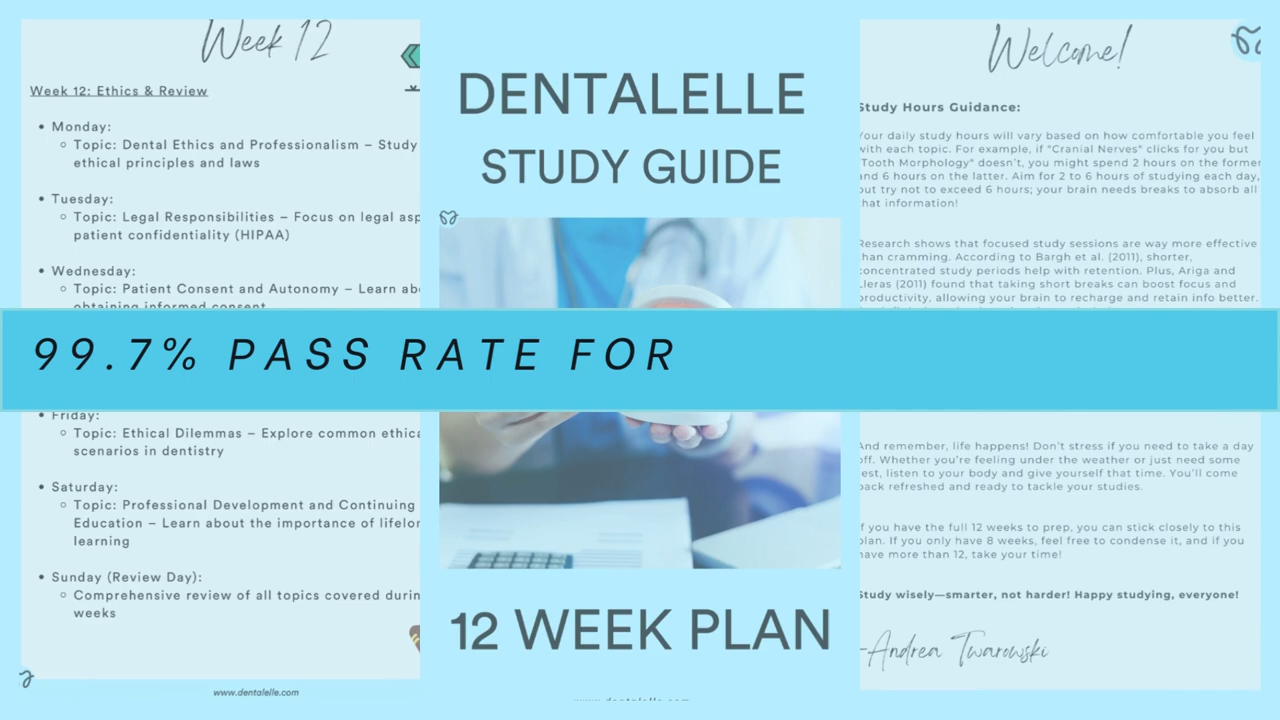 Week 12
Week 12: Ethics & Review
• Monday:
○ Topic: Dental Ethics and Professionalism – Study
ethical principles and laws
• Tuesday:
○ Topic: Legal Responsibilities – Focus on legal asp
patient confidentiality (HIPAA)
• Wednesday:
○ Topic: Patient Consent and Autonomy – Learn ab
obtaining informed consent
• Friday:
○ Topic: Ethical Dilemmas – Explore common ethica
scenarios in dentistry
• Saturday:
○ Topic: Professional Development and Continuing
Education – Learn about the importance of lifelon
learning
• Sunday (Review Day):
○ Comprehensive review of all topics covered durin
weeks
www.dentalelle.com
DENTALELLE
STUDY GUIDE
99.7% PASS RATE FOR
12 WEEK PLAN
Welcome!
Study Hours Guidance:
Your daily study hours will vary based on how comfortable you feel
with each topic. For example, if "Cranial Nerves" clicks for you but
"Tooth Morphology" doesn't, you might spend 2 hours on the former
and 6 hours on the latter. Aim for 2 to 6 hours of studying each day,
but try not to exceed 6 hours; your brain needs breaks to absorb all
that information!
Research shows that focused study sessions are way more effective
than cramming. According to Bargh et al. (2011), shorter,
concentrated study periods help with retention. Plus, Ariga and
Lleras (2011) found that taking short breaks can boost focus and
productivity, allowing your brain to recharge and retain info better.
And remember, life happens! Don't stress if you need to take a day
off. Whether you're feeling under the weather or just need some
rest, listen to your body and give yourself that time. You'll come
back refreshed and ready to tackle your studies.
If you have the full 12 weeks to prep, you can stick closely to this
plan. If you only have 8 weeks, feel free to condense it, and if you
have more than 12, take your time!
Study wisely—smarter, not harder! Happy studying, everyone!
-Andrea Twarowski